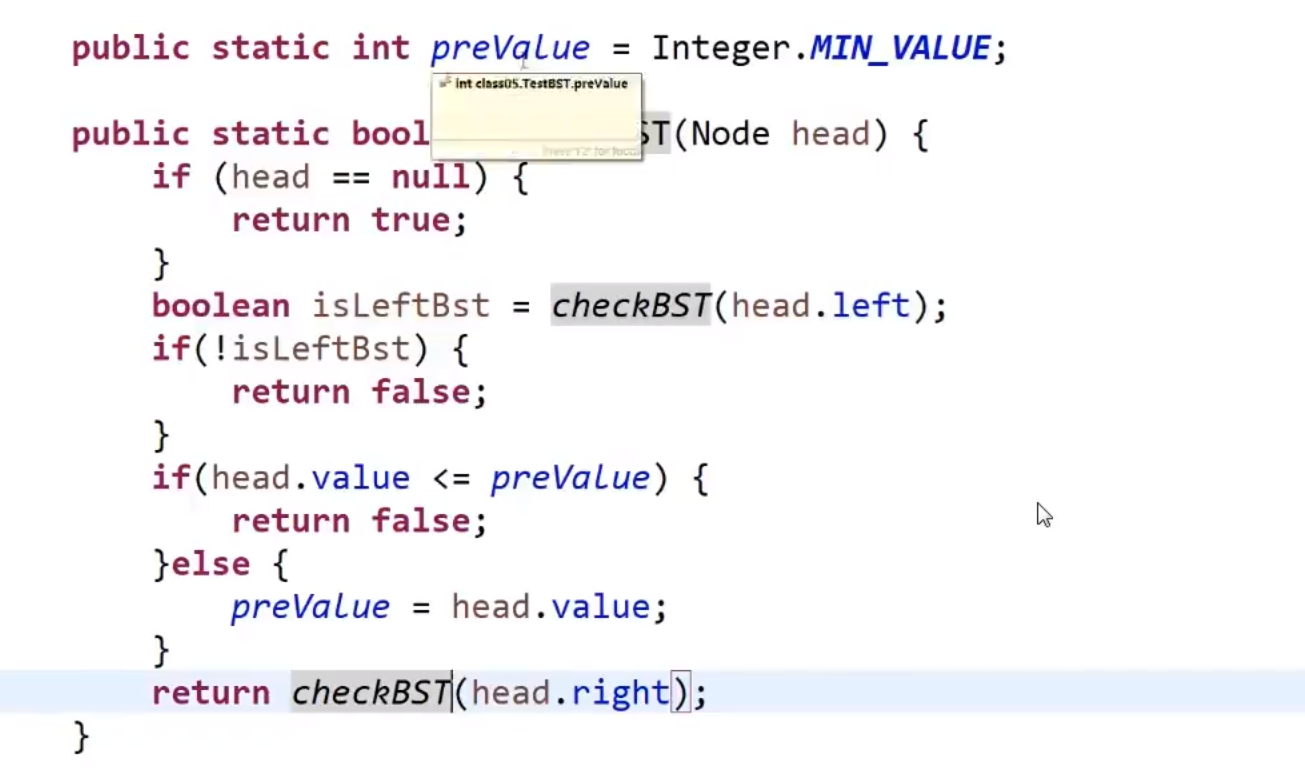 public static int preValue = Integer.MIN_VALUE;
int class05.TestBST.preValue
public static bool ST(Node head) {
if (head == null) {
return true;
}
boolean isLeftBst = checkBST(head.left);
if(!isLeftBst) {
return false;
}
if(head.value <= preValue) {
return false;
}else {
preValue = head.value;
}
return checkBST(head.right);
}